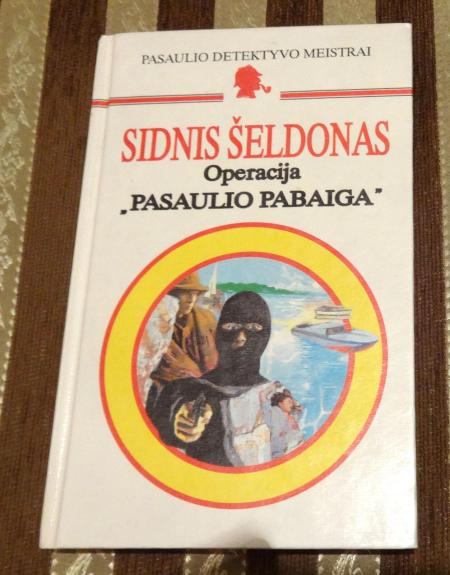 PASAULIO DETEKTYVO MEISTRAI
SIDNIS ŠELDONAS
Operacija
„PASAULIO PABAIGA”